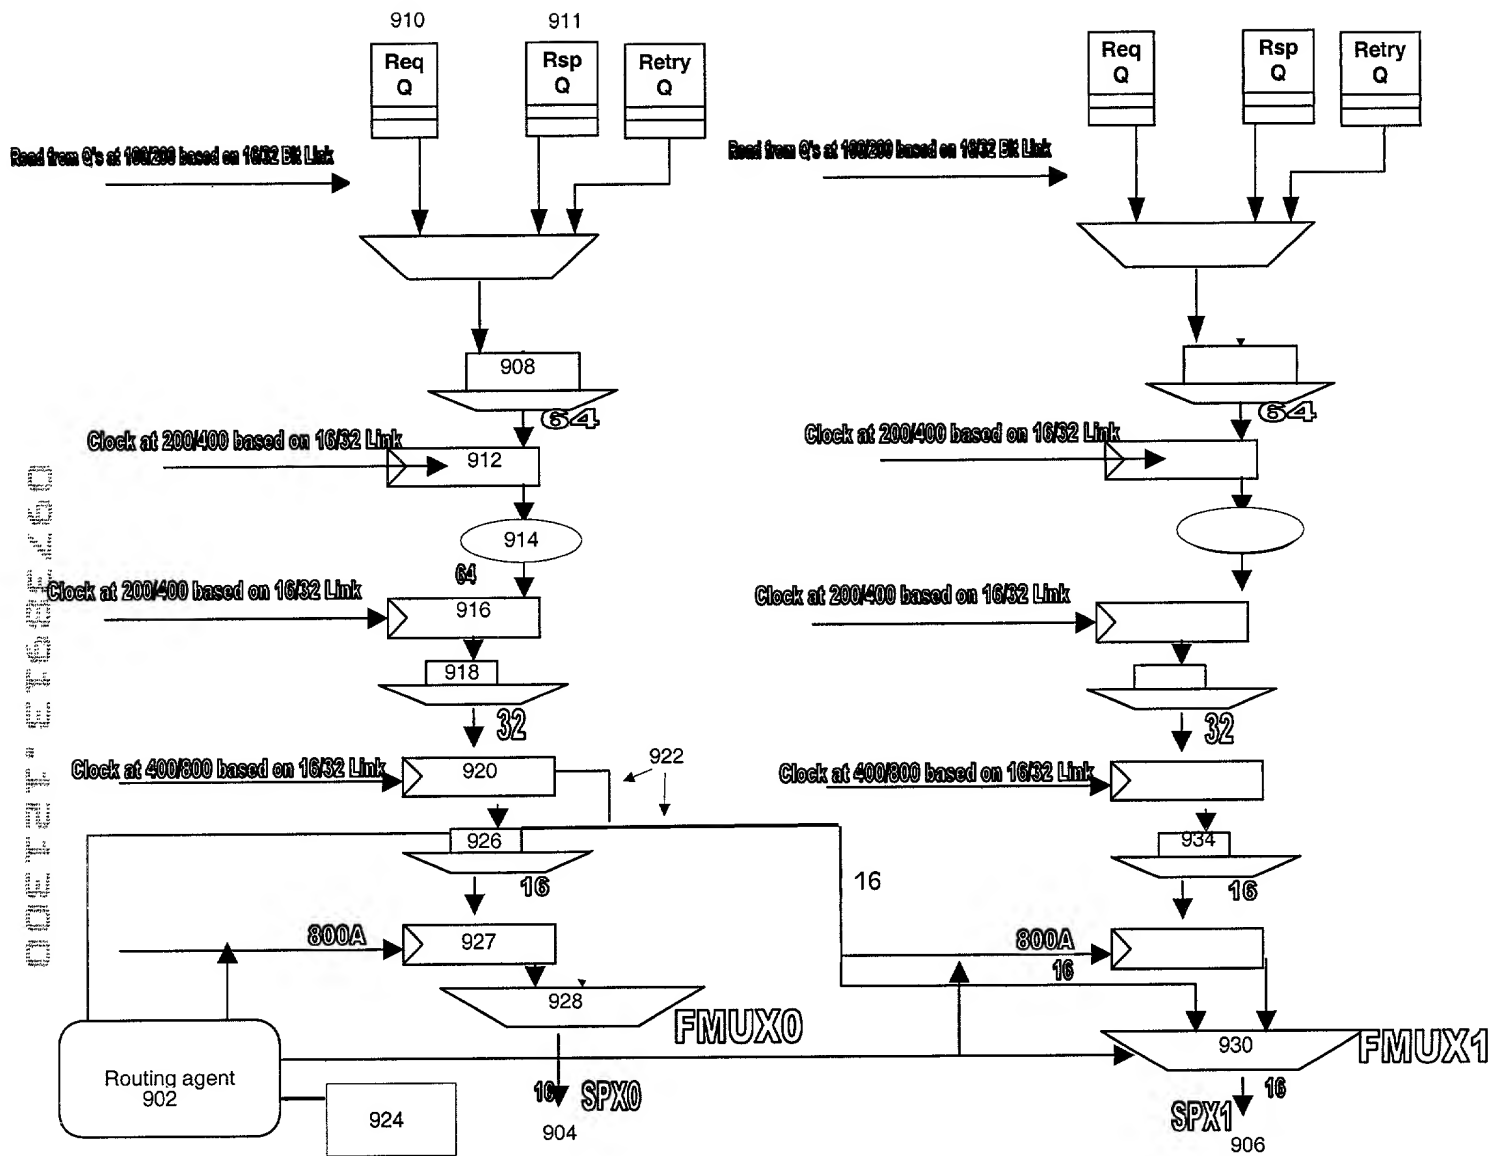 910
911
Req
Q
Rsp
Q
Retry
Q
Req
Q
Rsp
Q
Retry
Q
Read from Q's at 100/200 based on 16/32 Bit Link
Read from Q's at 100/200 based on 16/32 Bit Link
908
64
64
Clock at 200/400 based on 16/32 Link
912
Clock at 200/400 based on 16/32 Link
914
64
Clock at 200/400 based on 16/32 Link
916
Clock at 200/400 based on 16/32 Link
918
32
32
Clock at 400/800 based on 16/32 Link
920
922
Clock at 400/800 based on 16/32 Link
926
934
16
16
16
800A
927
800A
16
928
FMUX0
930
FMUX1
Routing agent
902
924
16
SPX0
904
16
SPX1
906